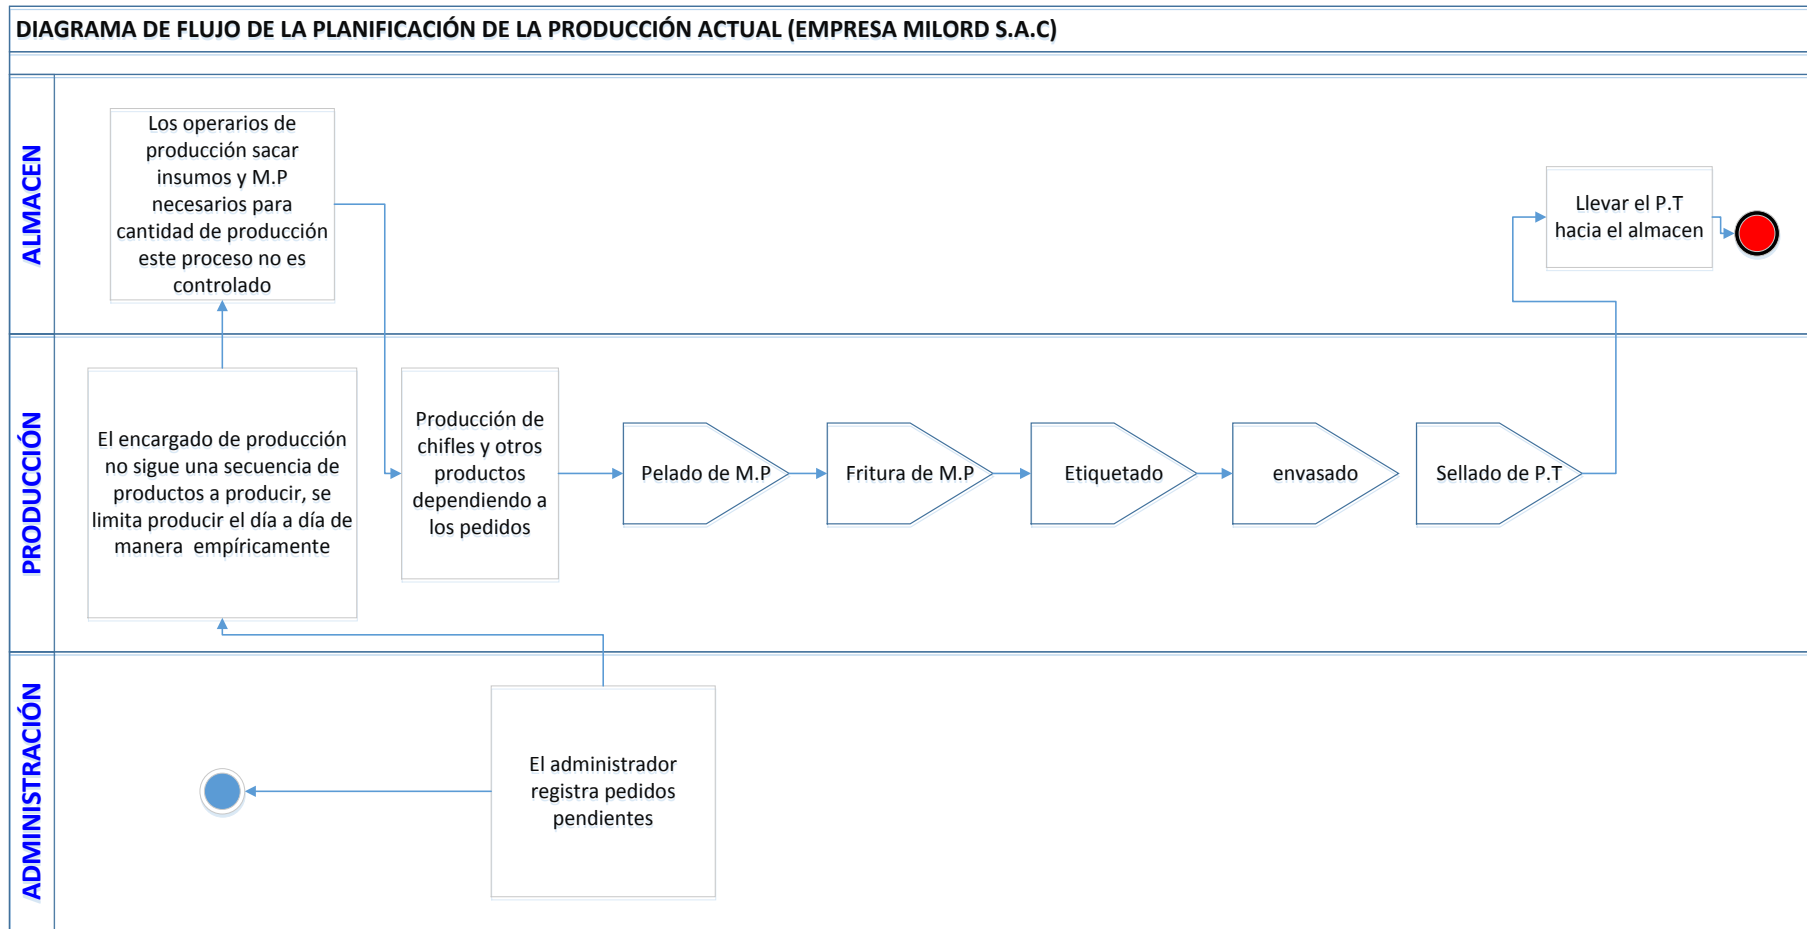 DIAGRAMA DE FLUJO DE LA PLANIFICACIÓN DE LA PRODUCCIÓN ACTUAL (EMPRESA MILORD S.A.C)
ALMACEN
Los operarios de
producción sacar
insumos y M.P
necesarios para
cantidad de producción
este proceso no es
controlado
Llevar el P.T
hacia el almacen
PRODUCCIÓN
El encargado de producción
no sigue una secuencia de
productos a producir, se
limita producir el día a día de
manera empíricamente
Producción de
chifles y otros
productos
dependiendo a
los pedidos
Pelado de M.P
Fritura de M.P
Etiquetado
envasado
Sellado de P.T
ADMINISTRACIÓN
El administrador
registra pedidos
pendientes